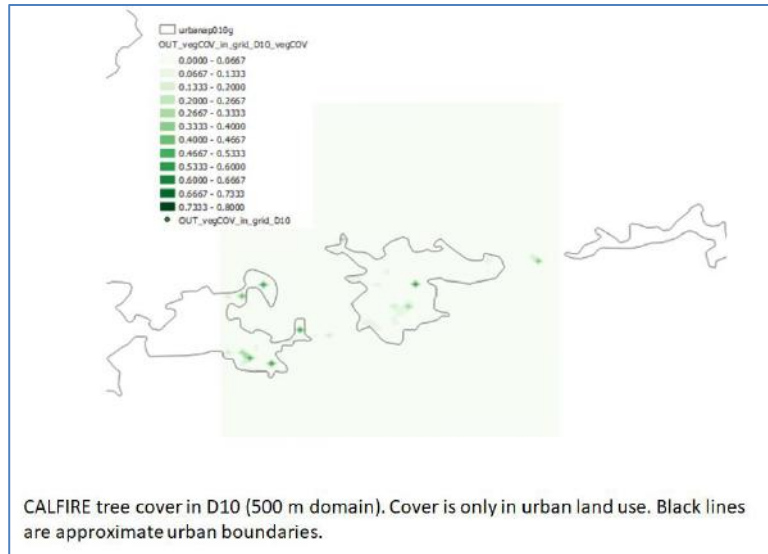 urbanap010g
OUT_vegCOV_in_grid_D10_vegCOV
0.0000 - 0.0667
0.0667 - 0.1333
0.1333 - 0.2000
0.2000 - 0.2667
0.2667 - 0.3333
0.3333 - 0.4000
0.4000 - 0.4667
0.4667 - 0.5333
0.5333 - 0.6000
0.6000 - 0.6667
0.6667 - 0.7333
0.7333 - 0.8000
OUT_vegCOV_in_grid_D10
CALFIRE tree cover in D10 (500 m domain). Cover is only in urban land use. Black lines
are approximate urban boundaries.